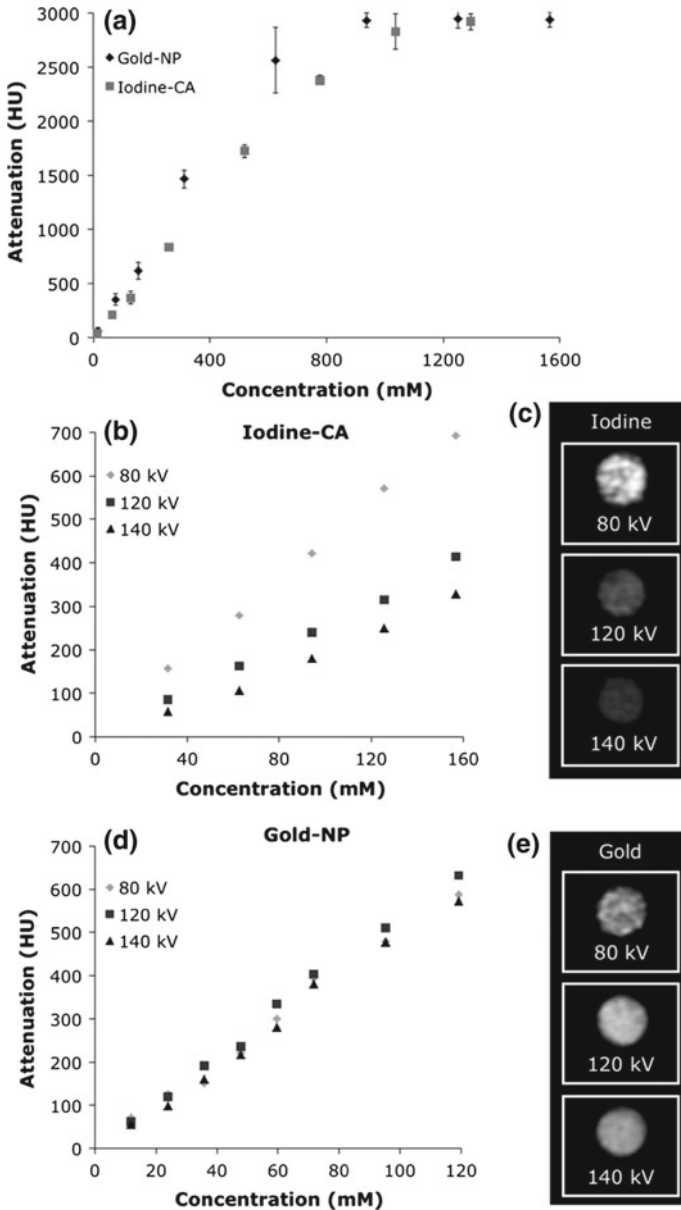 (a)
Gold-NP
Iodine-CA
Attenuation (HU)
3000
2500
2000
1500
1000
500
0
0 400 800 1200 1600
Concentration (mM)
(b) Iodine-CA
80 kV
120 kV
140 kV
Attenuation (HU)
700
600
500
400
300
200
100
0
0 40 80 120 160
Concentration (mM)
(c)
Iodine
80 kV
120 kV
140 kV
(d) Gold-NP
80 kV
120 kV
140 kV
Attenuation (HU)
700
600
500
400
300
200
100
0
0 20 40 60 80 100 120
Concentration (mM)
(e)
Gold
80 kV
120 kV
140 kV